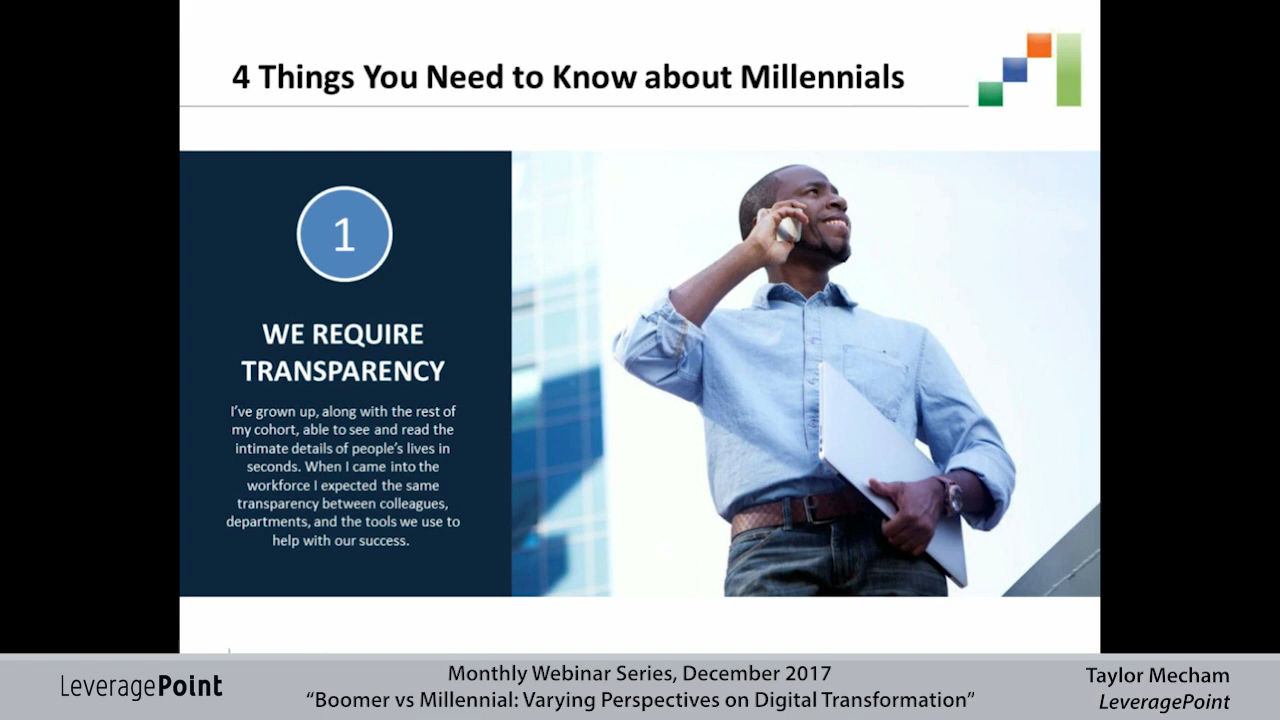 4 Things You Need to Know about Millennials
1
WE REQUIRE
TRANSPARENCY
I've grown up, along with the rest of
my cohort, able to see and read the
intimate details of people's lives in
seconds. When I came into the
workforce I expected the same
transparency between colleagues,
departments, and the tools we use to
help with our success.
LeveragePoint
Monthly Webinar Series, December 2017
“Boomer vs Millennial: Varying Perspectives on Digital Transformation”
Taylor Mecham
LeveragePoint